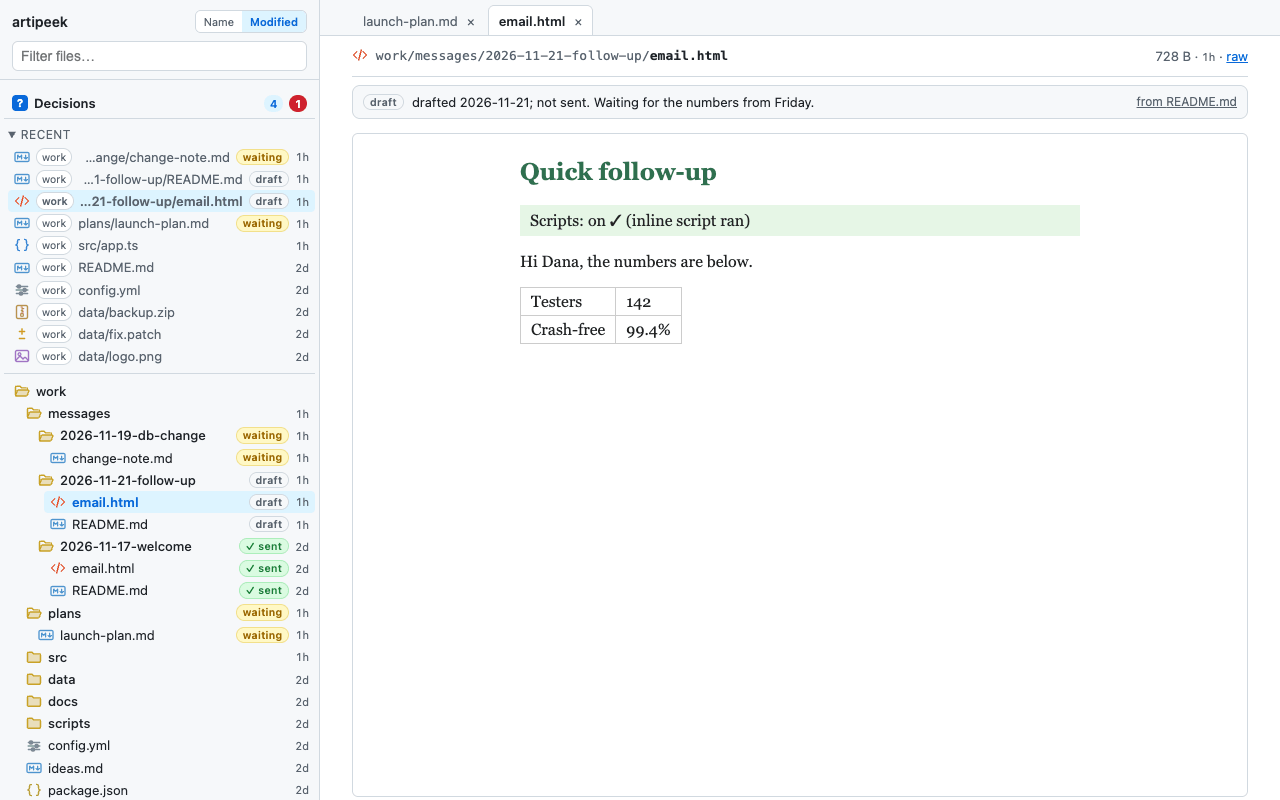 artipeek
Name Modified
Filter files…
? Decisions 4 1
▼ RECENT
work …ange/change-note.md waiting 1h
work …1-follow-up/README.md draft 1h
work …21-follow-up/email.html draft 1h
work plans/launch-plan.md waiting 1h
work src/app.ts 1h
work README.md 2d
work config.yml 2d
work data/backup.zip 2d
work data/fix.patch 2d
work data/logo.png 2d
work
messages 1h
2026-11-19-db-change waiting 1h
change-note.md waiting 1h
2026-11-21-follow-up draft 1h
email.html draft 1h
README.md draft 1h
2026-11-17-welcome ✓ sent 2d
email.html ✓ sent 2d
README.md ✓ sent 2d
plans waiting 1h
launch-plan.md waiting 1h
src 1h
data 2d
docs 2d
scripts 2d
config.yml 2d
ideas.md 2d
package.json 2d
launch-plan.md ×
email.html ×
work/messages/2026-11-21-follow-up/email.html 728 B · 1h · raw
draft drafted 2026-11-21; not sent. Waiting for the numbers from Friday. from README.md
Quick follow-up
Scripts: on ✓ (inline script ran)
Hi Dana, the numbers are below.
Testers 142
Crash-free 99.4%